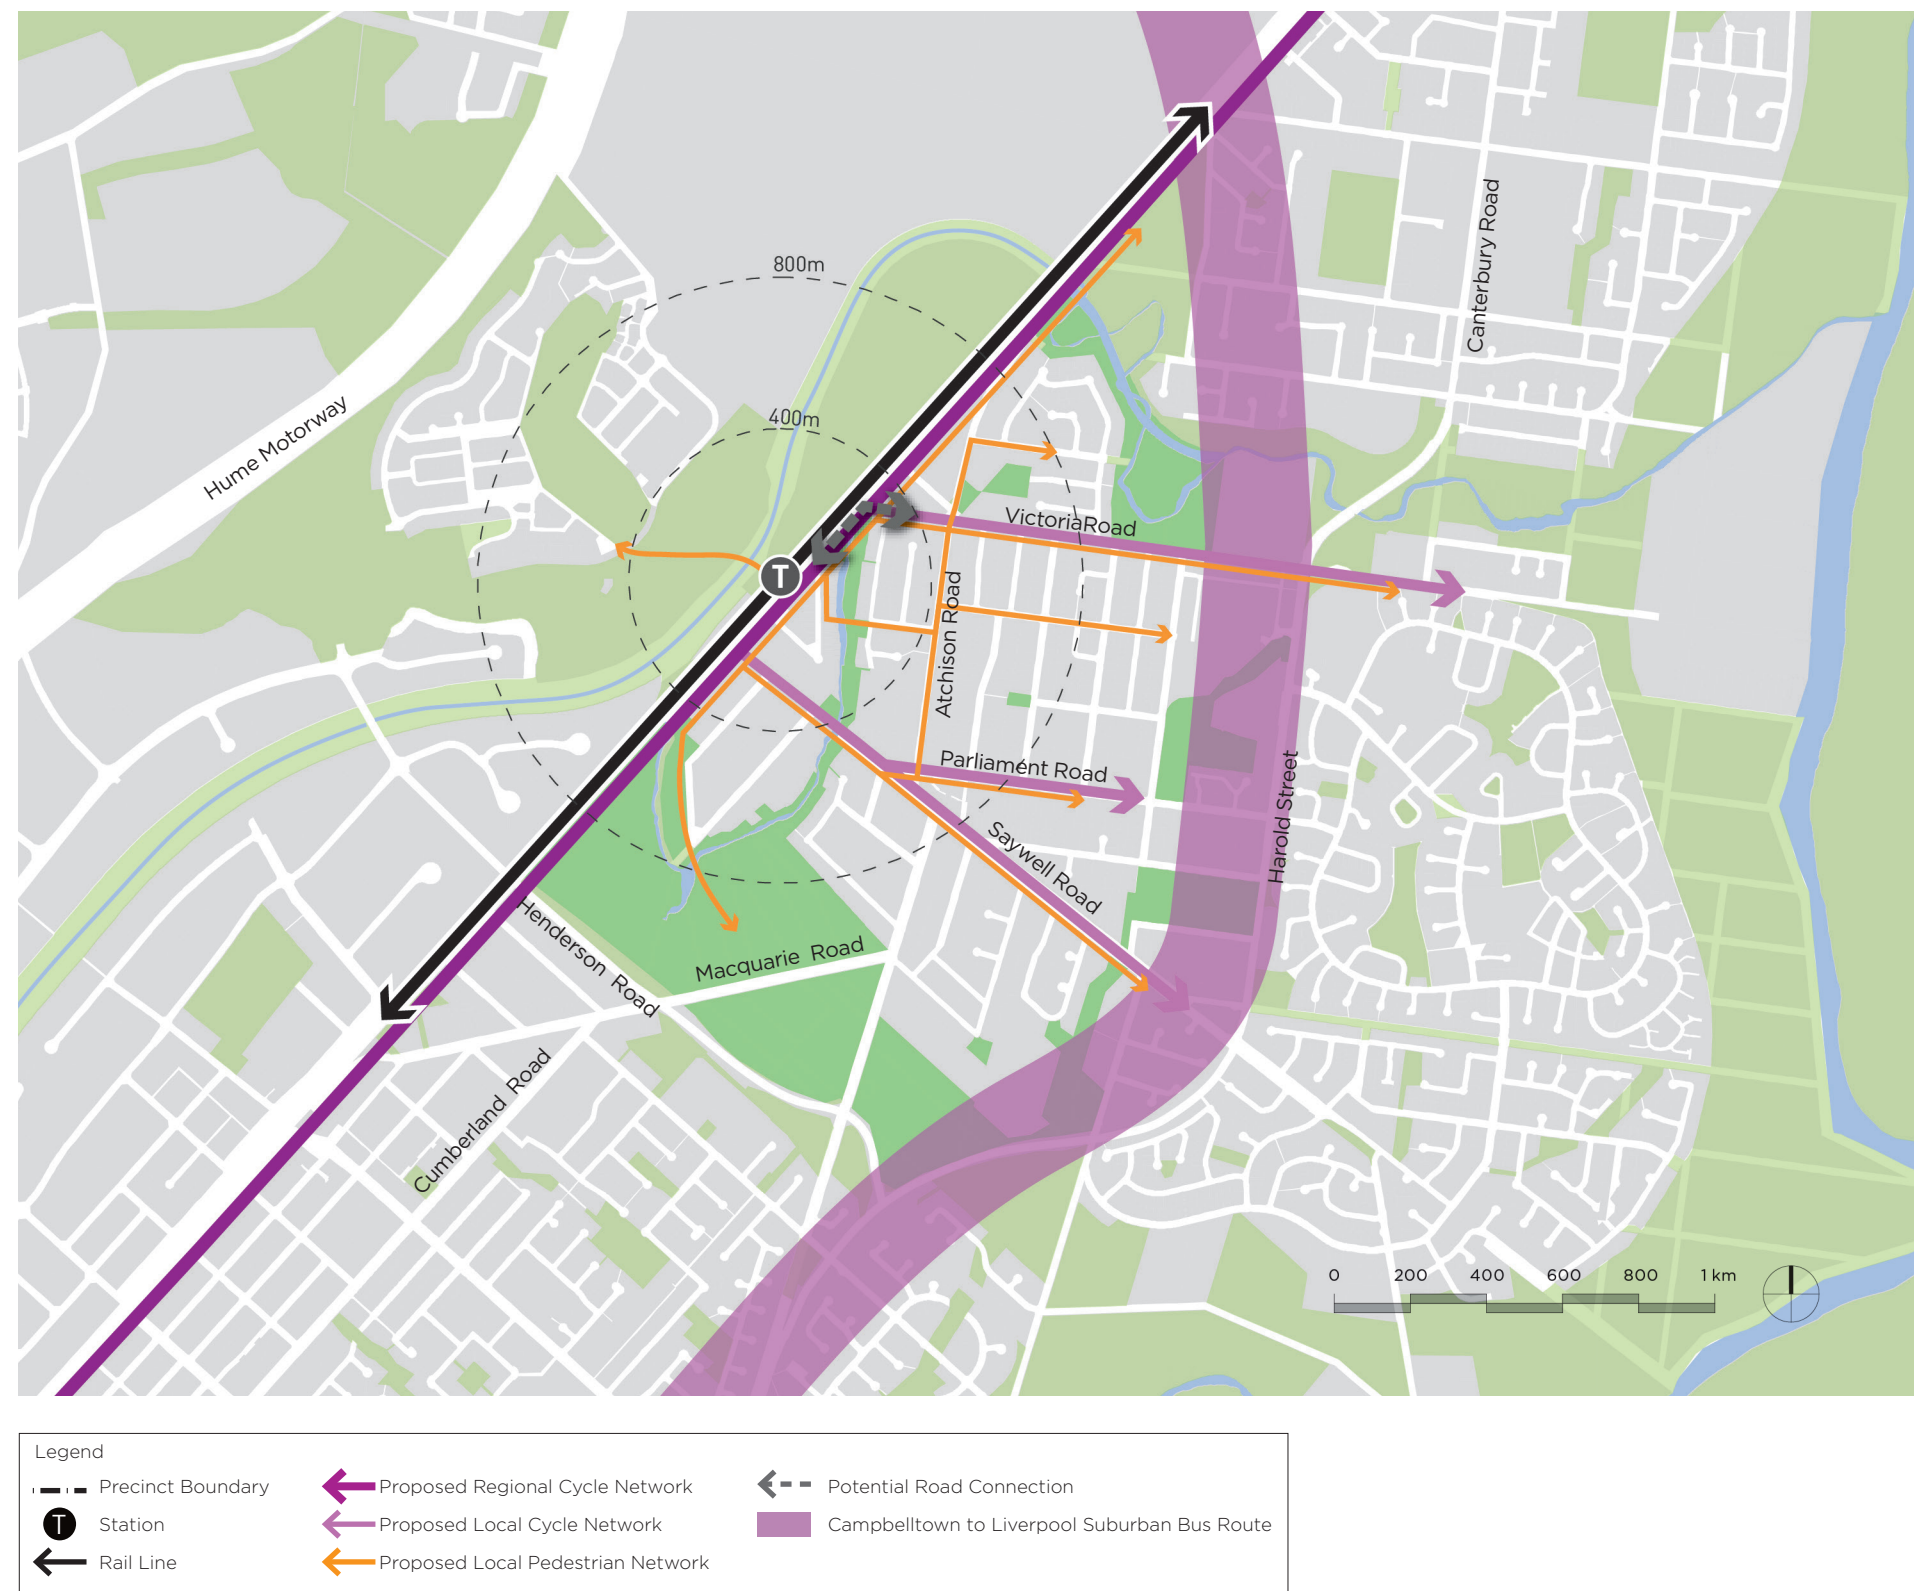 800m
400m
Hume Motorway
Canterbury Road
VictoriaRoad
T
Atchison Road
Parliament Road
Harold Street
Saywell Road
Henderson Road
Macquarie Road
Cumberland Road
0 200 400 600 800 1 km
Legend
Precinct Boundary
Proposed Regional Cycle Network
Potential Road Connection
T Station
Proposed Local Cycle Network
Campbelltown to Liverpool Suburban Bus Route
Rail Line
Proposed Local Pedestrian Network